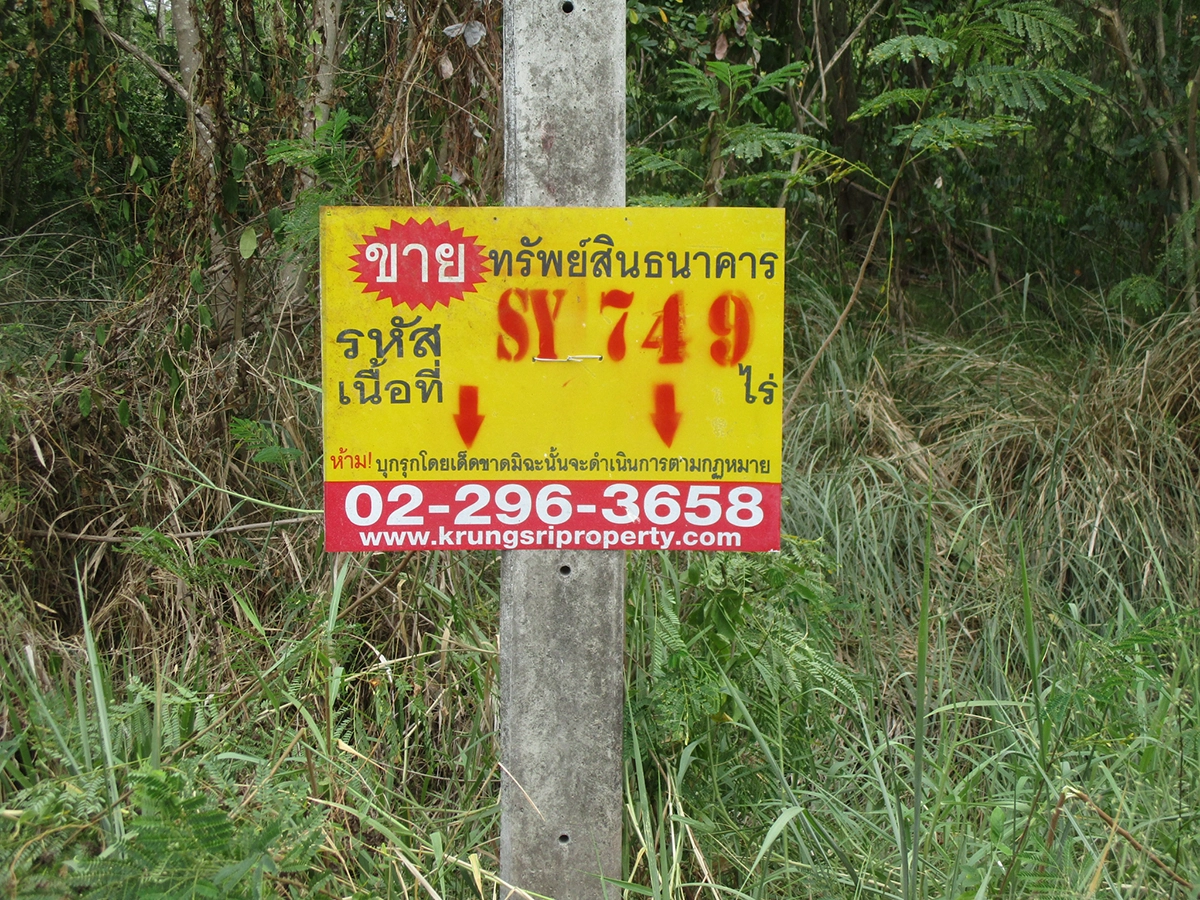 ขาย ทรัพย์สินธนาคาร
รหัส SY 749
เนื้อที่ ไร่
ห้าม! บุกรุกโดยเด็ดขาดมิฉะนั้นจะดำเนินการตามกฎหมาย
02-296-3658
www.krungsriproperty.com